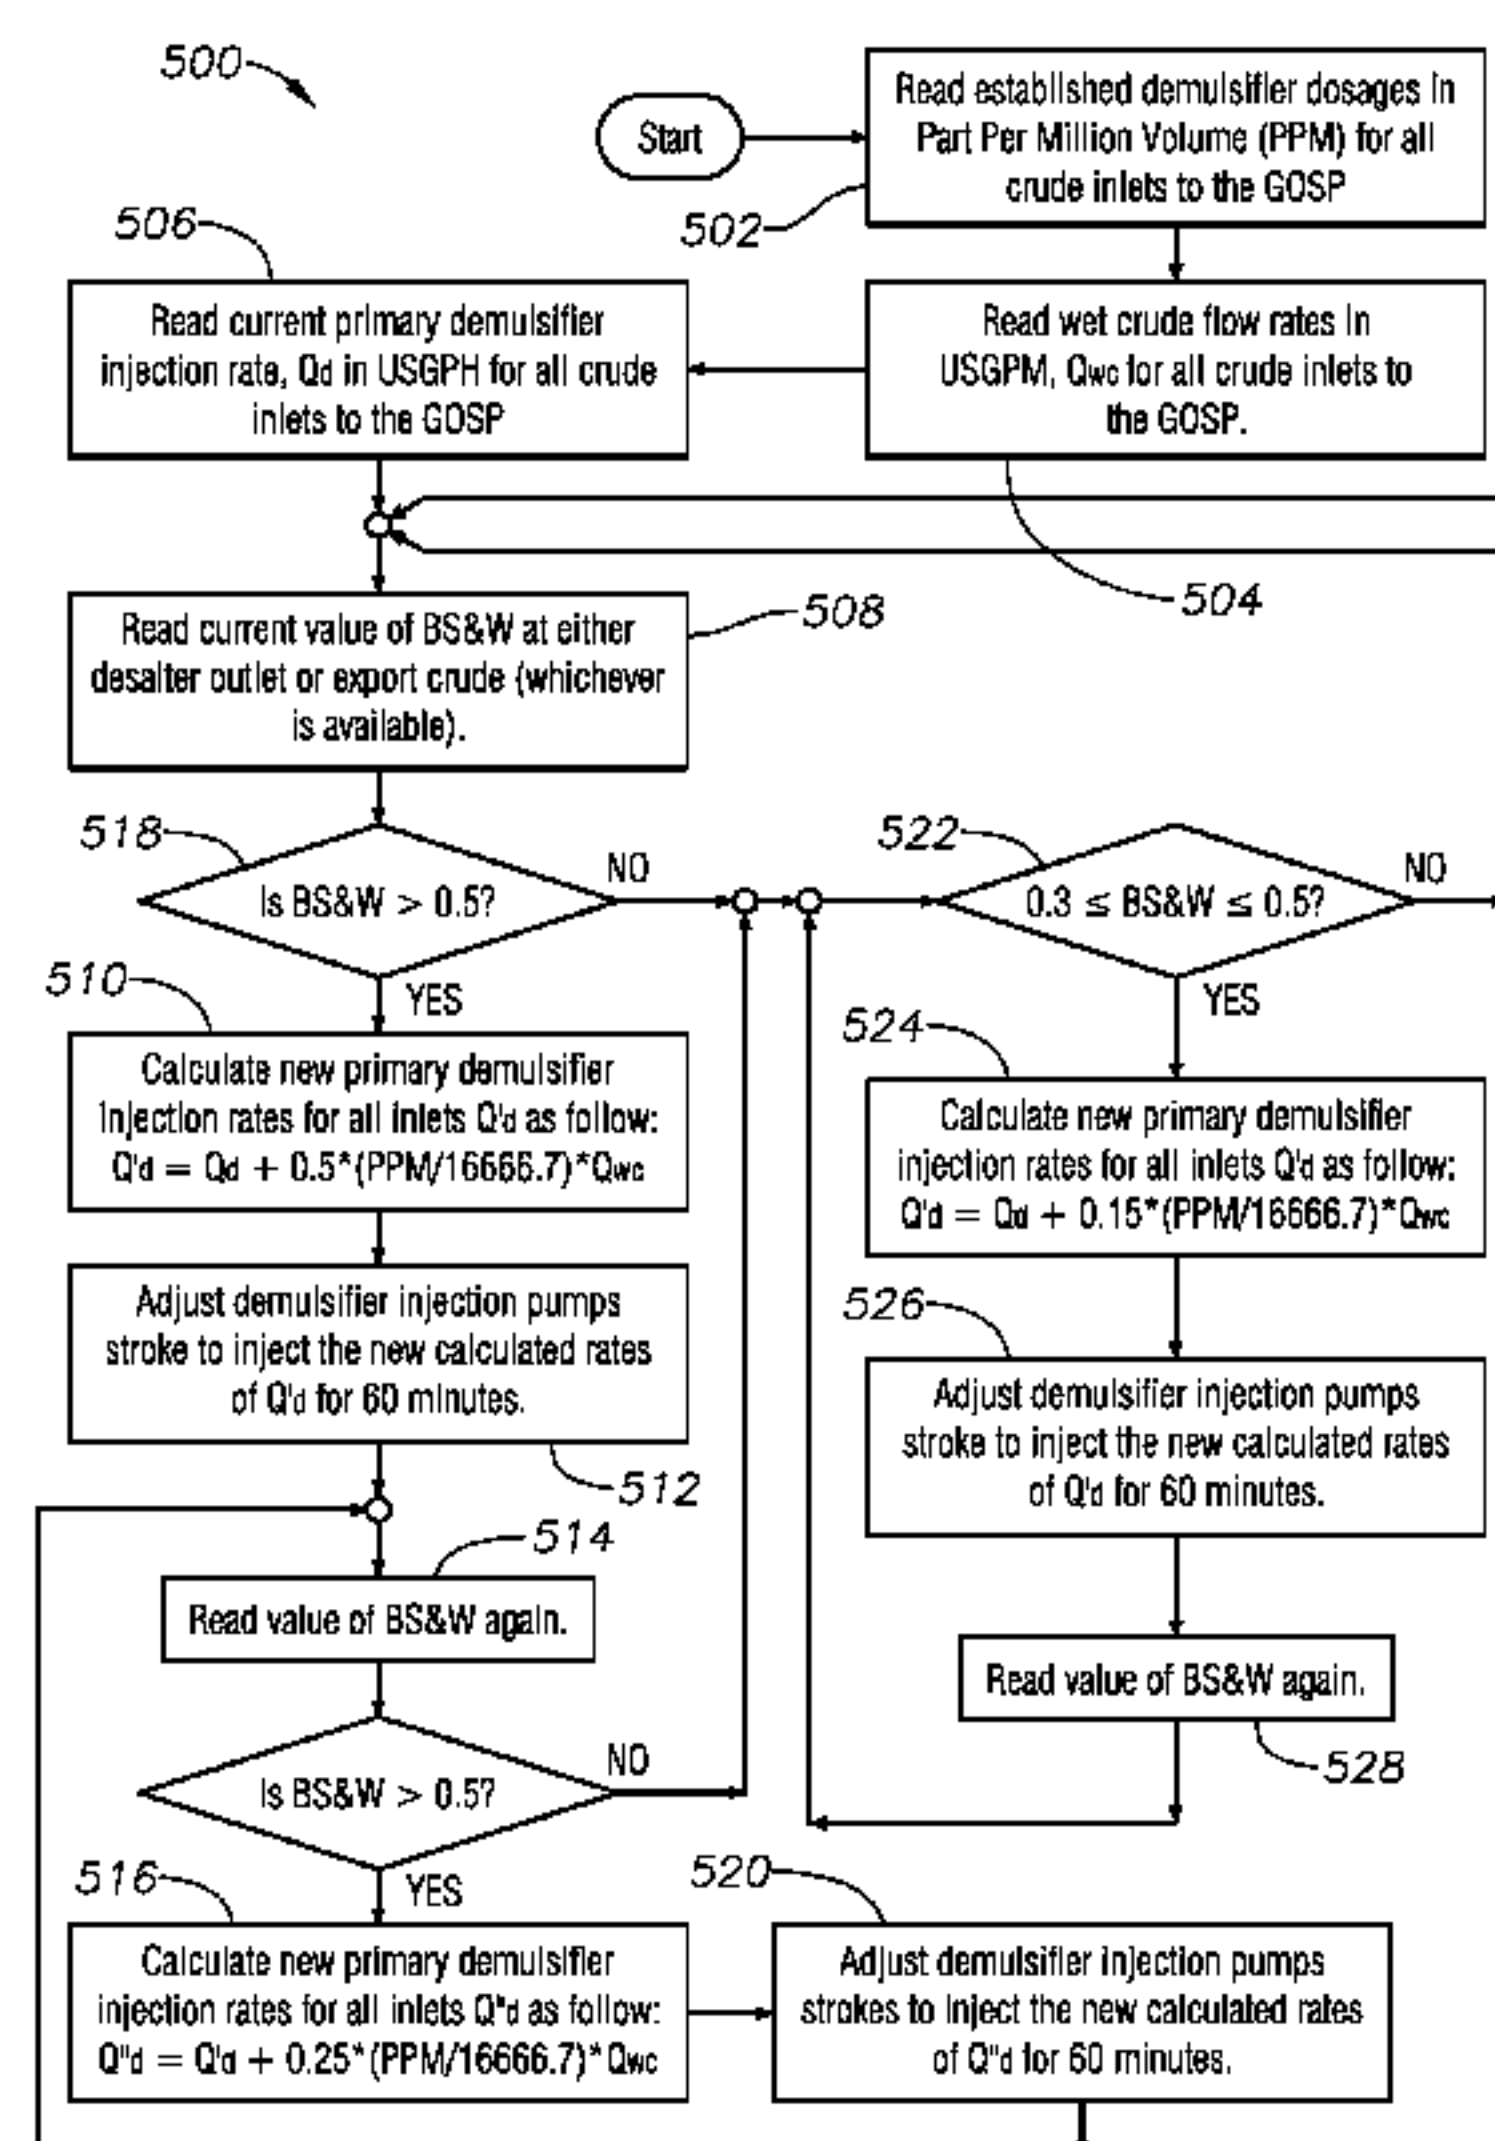 500
Start
Read established demulsifier dosages in
Part Per Million Volume (PPM) for all
crude inlets to the GOSP
502
506
Read current primary demulsifier
injection rate, Qd in USGPH for all crude
inlets to the GOSP
Read wet crude flow rates in
USGPM, Qwc for all crude inlets to
the GOSP.
504
Read current value of BS&W at either
desalter outlet or export crude (whichever
is available).
508
518
Is BS&W > 0.5?
NO
YES
522
0.3 ≤ BS&W ≤ 0.5?
NO
YES
510
Calculate new primary demulsifier
injection rates for all inlets Q'd as follow:
Q'd = Qd + 0.5*(PPM/16666.7)*Qwc
524
Calculate new primary demulsifier
injection rates for all inlets Q'd as follow:
Q'd = Qd + 0.15*(PPM/16666.7)*Qwc
Adjust demulsifier injection pumps
stroke to inject the new calculated rates
of Q'd for 60 minutes.
512
526
Adjust demulsifier injection pumps
stroke to inject the new calculated rates
of Q'd for 60 minutes.
514
Read value of BS&W again.
Read value of BS&W again.
528
Is BS&W > 0.5?
NO
YES
516
Calculate new primary demulsifier
injection rates for all inlets Q"d as follow:
Q"d = Q'd + 0.25*(PPM/16666.7)*Qwc
520
Adjust demulsifier injection pumps
strokes to inject the new calculated rates
of Q"d for 60 minutes.